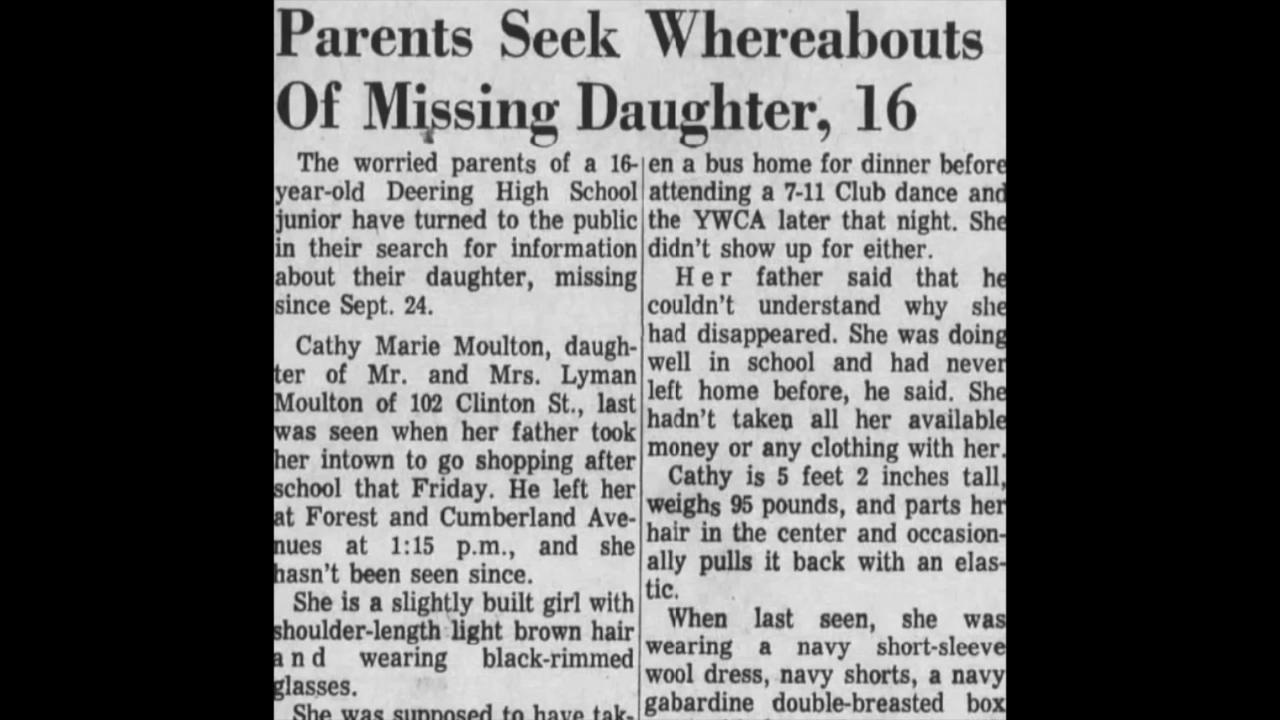 Parents Seek Whereabouts
Of Missing Daughter, 16
The worried parents of a 16-
year-old Deering High School
junior have turned to the public
in their search for information
about their daughter, missing
since Sept. 24.
Cathy Marie Moulton, daugh-
ter of Mr. and Mrs. Lyman
Moulton of 102 Clinton St., last
was seen when her father took
her intown to go shopping after
school that Friday. He left her
at Forest and Cumberland Ave-
nues at 1:15 p.m., and she
hasn't been seen since.
She is a slightly built girl with
shoulder-length light brown hair
and wearing black-rimmed
glasses.
She was supposed to have tak-
en a bus home for dinner before
attending a 7-11 Club dance and
the YWCA later that night. She
didn't show up for either.
Her father said that he
couldn't understand why she
had disappeared. She was doing
well in school and had never
left home before, he said. She
hadn't taken all her available
money or any clothing with her.
Cathy is 5 feet 2 inches tall,
weighs 95 pounds, and parts her
hair in the center and occasion-
ally pulls it back with an elas-
tic.
When last seen, she was
wearing a navy short-sleeve
wool dress, navy shorts, a navy
gabardine double-breasted box